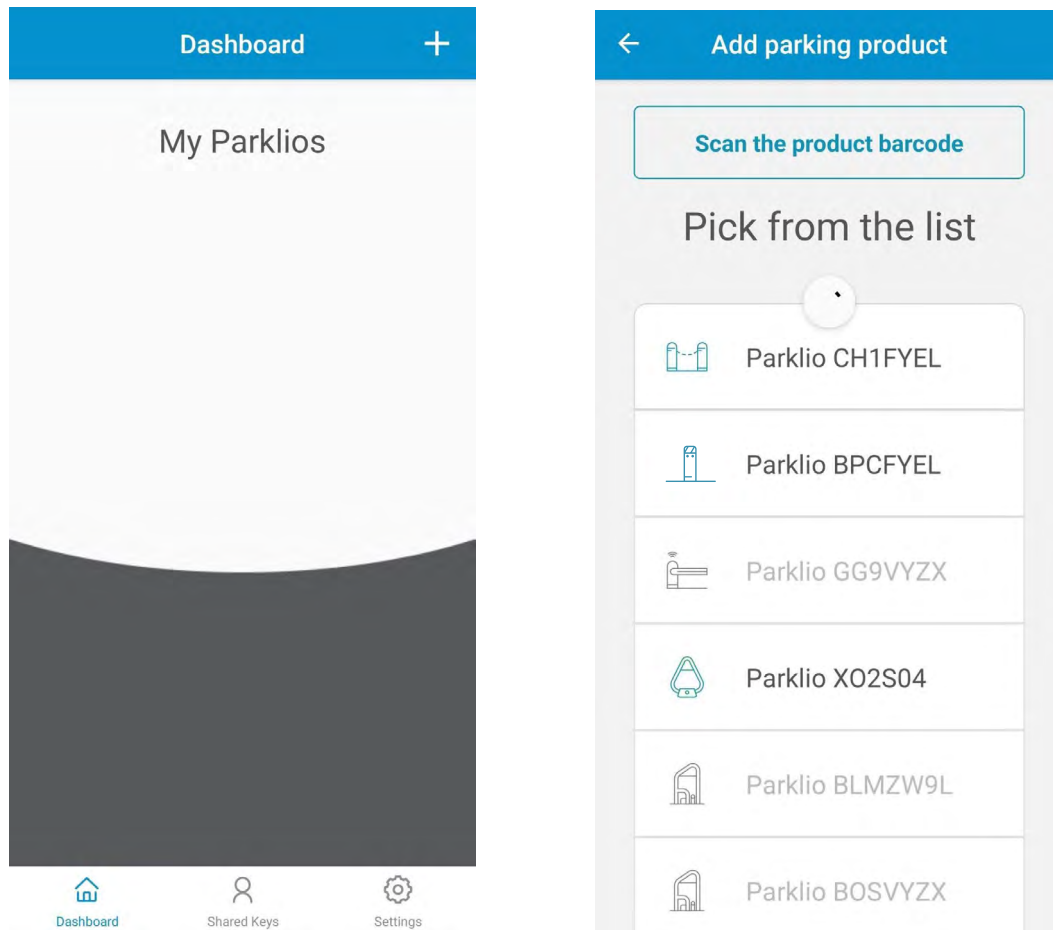 Dashboard
My Parklios
Dashboard
Shared Keys
Settings
Add parking product
Scan the product barcode
Pick from the list
Parklio CH1FYEL
Parklio BPCFYEL
Parklio GG9VYZX
Parklio XO2S04
Parklio BLMZW9L
Parklio BOSVYZX